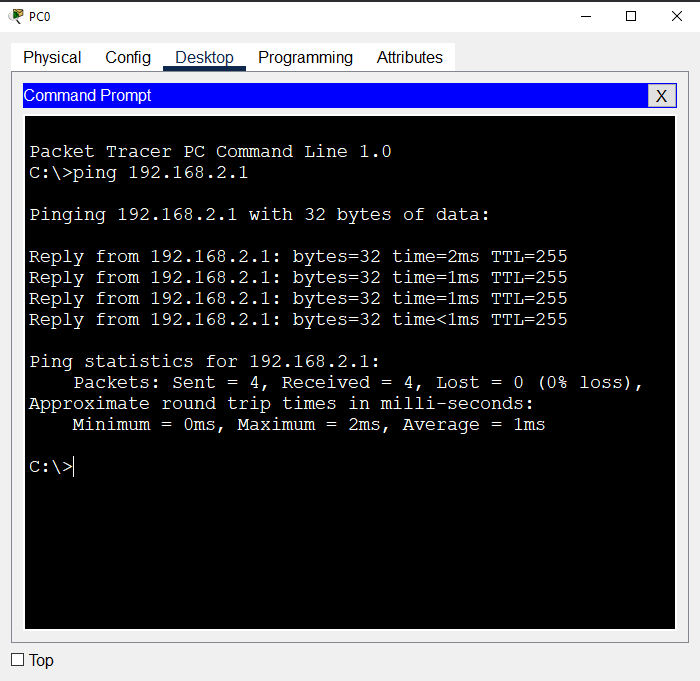 PC0
Physical Config Desktop Programming Attributes
Command Prompt X
Packet Tracer PC Command Line 1.0
C:\>ping 192.168.2.1
Pinging 192.168.2.1 with 32 bytes of data:
Reply from 192.168.2.1: bytes=32 time=2ms TTL=255
Reply from 192.168.2.1: bytes=32 time=1ms TTL=255
Reply from 192.168.2.1: bytes=32 time=1ms TTL=255
Reply from 192.168.2.1: bytes=32 time<1ms TTL=255
Ping statistics for 192.168.2.1:
    Packets: Sent = 4, Received = 4, Lost = 0 (0% loss),
Approximate round trip times in milli-seconds:
    Minimum = 0ms, Maximum = 2ms, Average = 1ms
C:\>
Top